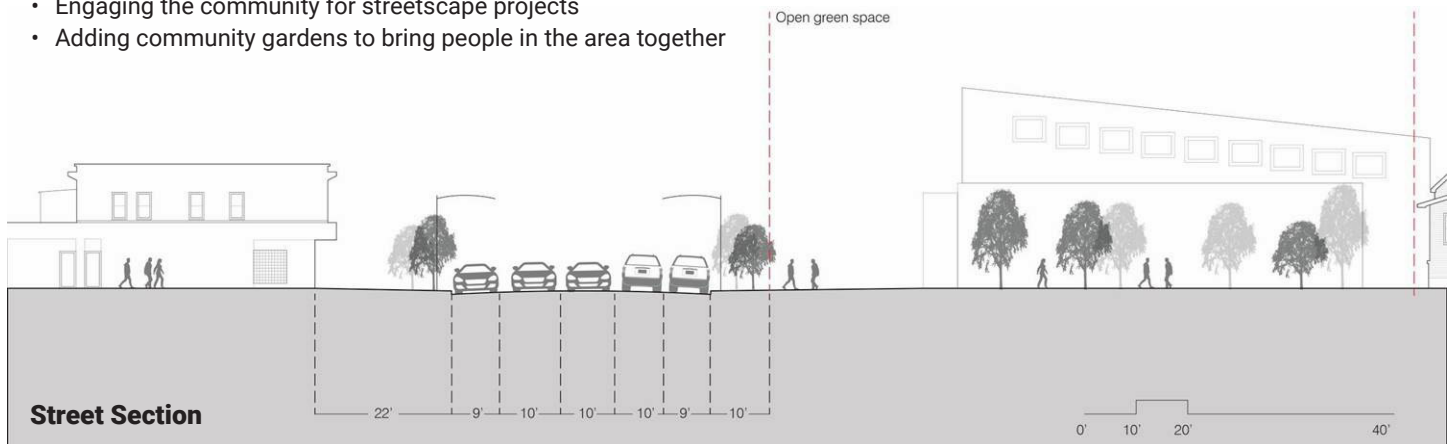 • Engaging the community for streetscape projects
• Adding community gardens to bring people in the area together
Open green space
22' 9' 10' 10' 10' 9' 10'
Street Section
0' 10' 20' 40'